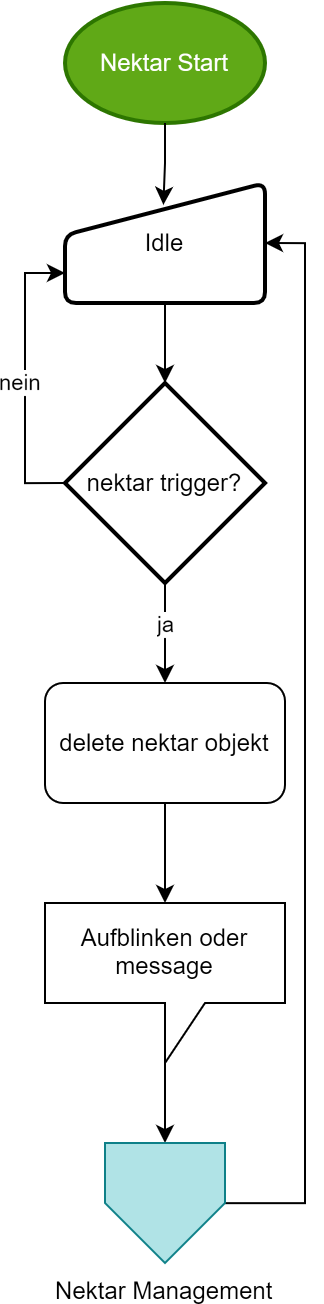 Nektar Start
Idle
nein
nektar trigger?
ja
delete nektar objekt
Aufblinken oder
message
Nektar Management